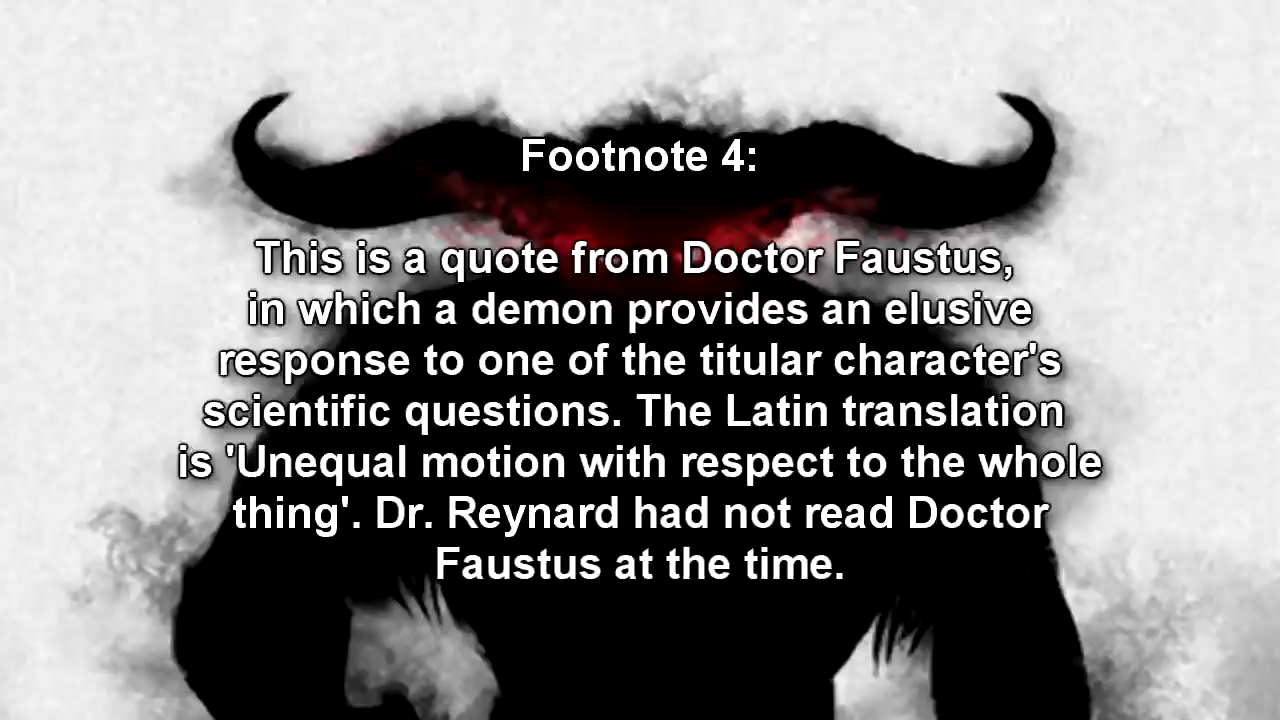 Footnote 4:
This is a quote from Doctor Faustus,
in which a demon provides an elusive
response to one of the titular character's
scientific questions. The Latin translation
is 'Unequal motion with respect to the whole
thing'. Dr. Reynard had not read Doctor
Faustus at the time.